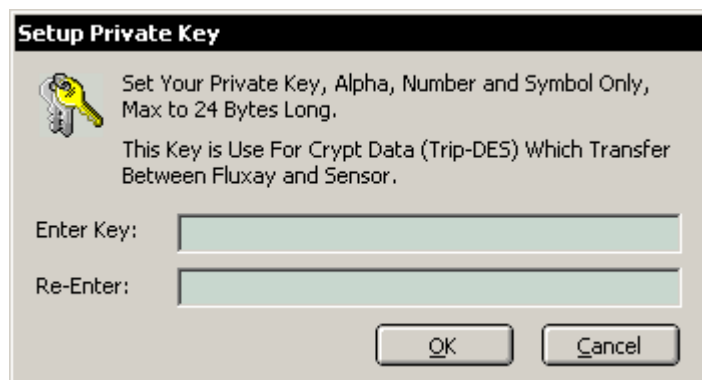 Setup Private Key
Set Your Private Key, Alpha, Number and Symbol Only,
Max to 24 Bytes Long.
This Key is Use For Crypt Data (Trip-DES) Which Transfer
Between Fluxay and Sensor.
Enter Key:
Re-Enter:
OK Cancel